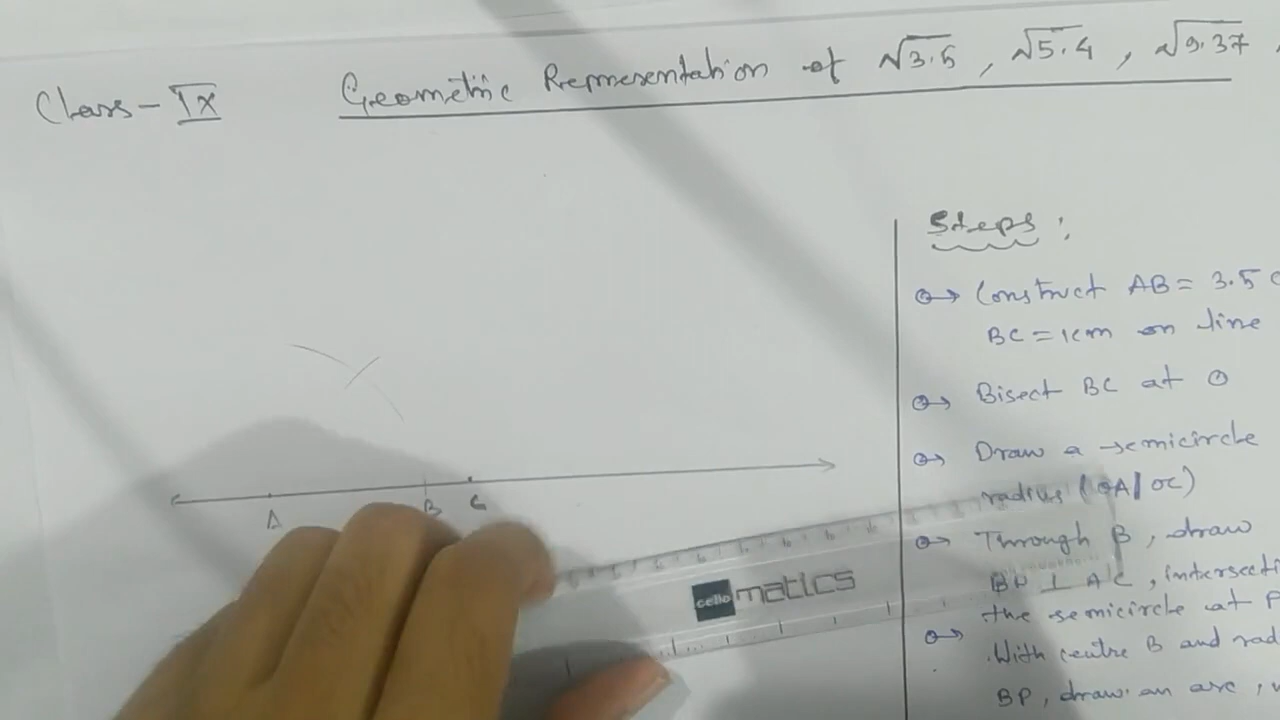 Class - IX
Geometric Representation of √3.5, √5.4, √9.37
Steps :
Construct AB = 3.5
BC = 1cm on line
Bisect BC at O
Draw a semicircle
radius (OA/OC)
Through B, draw
⊥ AC, intersecti
the semicircle at P
With centre B and rad
BP, draw an arc,
A B C
cello matics